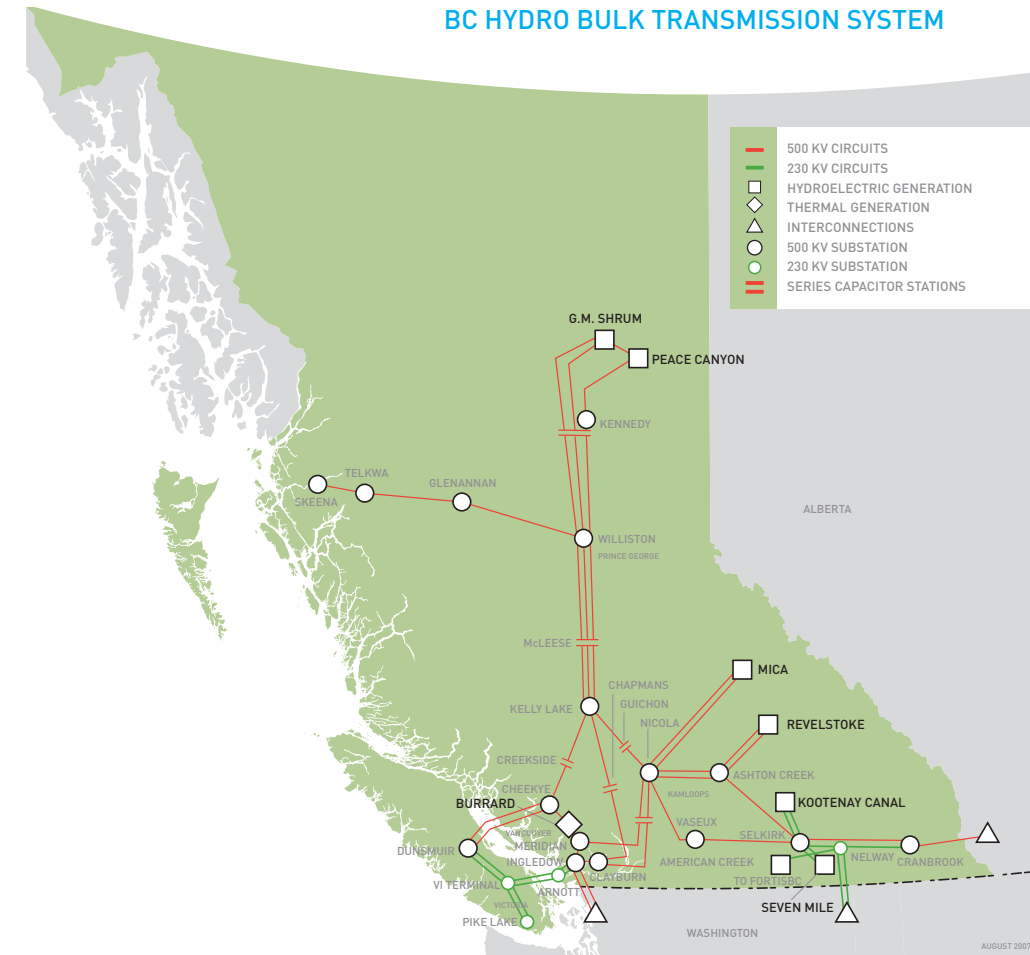 BC HYDRO BULK TRANSMISSION SYSTEM
500 KV CIRCUITS
230 KV CIRCUITS
HYDROELECTRIC GENERATION
THERMAL GENERATION
INTERCONNECTIONS
500 KV SUBSTATION
230 KV SUBSTATION
SERIES CAPACITOR STATIONS
G.M. SHRUM
PEACE CANYON
KENNEDY
TELKWA
GLENANNAN
SKEENA
ALBERTA
WILLISTON
PRINCE GEORGE
McLEESE
MICA
CHAPMANS
GUICHON
KELLY LAKE
NICOLA
REVELSTOKE
CREEKSIDE
ASHTON CREEK
CHEEKYE
KAMLOOPS
BURRARD
KOOTENAY CANAL
VASEUX
VANCOUVER
SELKIRK
MERIDIAN
DUNSMUIR
INGLEDOW
AMERICAN CREEK
NELWAY
CRANBROOK
CLAYBURN
VI TERMINAL
ARNOTT
TO FORTISBC
VICTORIA
SEVEN MILE
PIKE LAKE
WASHINGTON
AUGUST 2007